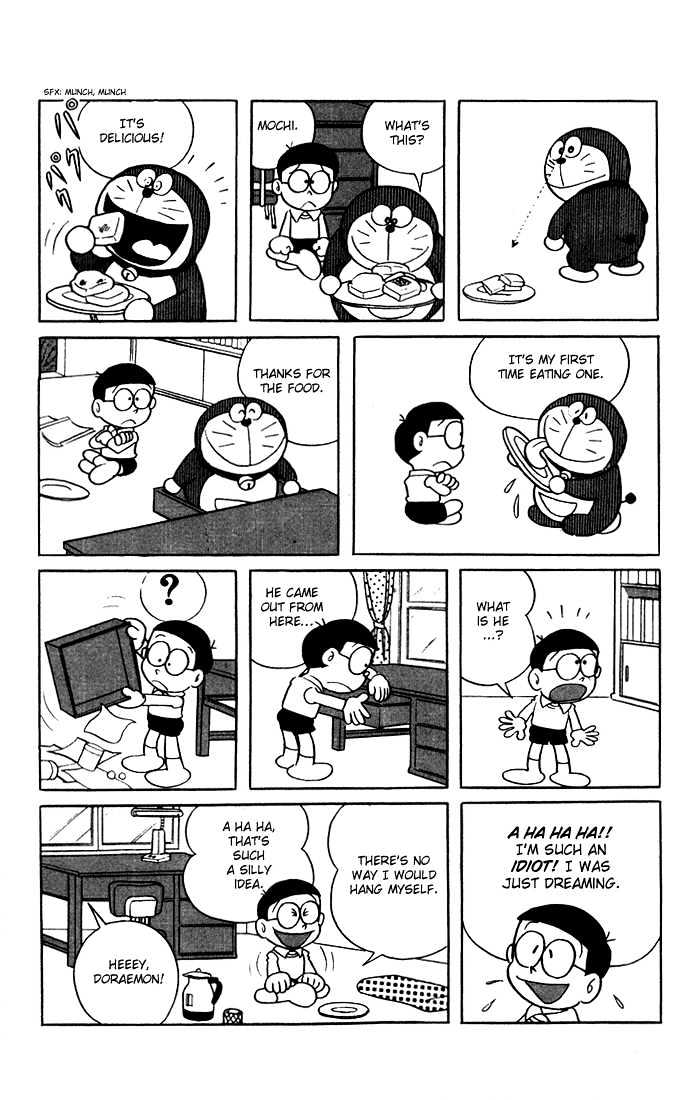 WHAT'S
THIS?
MOCHI.
SFX: MUNCH, MUNCH
IT'S
DELICIOUS!
IT'S MY FIRST
TIME EATING ONE.
THANKS FOR
THE FOOD.
WHAT
IS HE
...?
HE CAME
OUT FROM
HERE...
?
A HA HA HA!!
I'M SUCH AN
IDIOT! I WAS
JUST DREAMING.
THERE'S NO
WAY I WOULD
HANG MYSELF.
A HA HA,
THAT'S
SUCH
A SILLY
IDEA.
HEEEY,
DORAEMON!